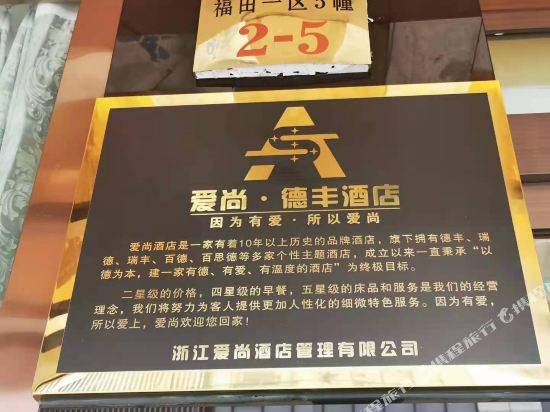 福田一区5幢
2-5
爱尚·德丰酒店
因为有爱·所以爱尚
爱尚酒店是一家有着10年以上历史的品牌酒店，旗下拥有德丰、瑞
德、瑞丰、百德、百思德等多家个性主题酒店，成立以来一直秉承“以
德为本，建一家有德、有爱、有温度的酒店”为终极目标。
二星级的价格，四星级的早餐，五星级的床品和服务是我们的经营
理念，我们将努力为客人提供更加人性化的细微特色服务。因为有爱，
所以爱上，爱尚欢迎您回家！
浙江爱尚酒店管理有限公司
携程旅行
携程